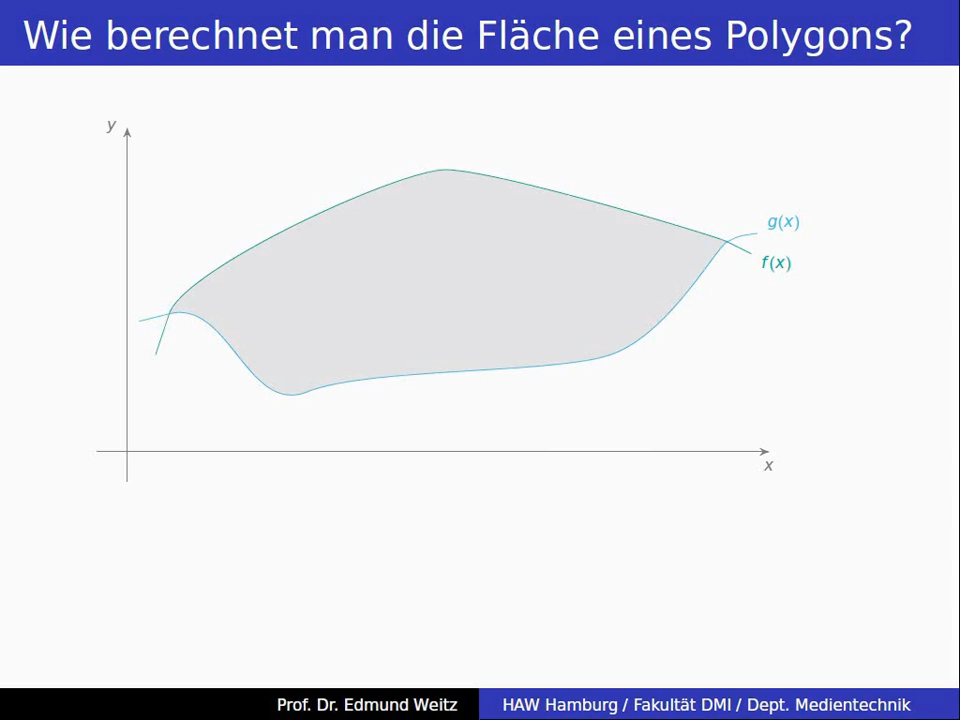 Wie berechnet man die Fläche eines Polygons?
y
g(x)
f(x)
x
Prof. Dr. Edmund Weitz
HAW Hamburg / Fakultät DMI / Dept. Medientechnik